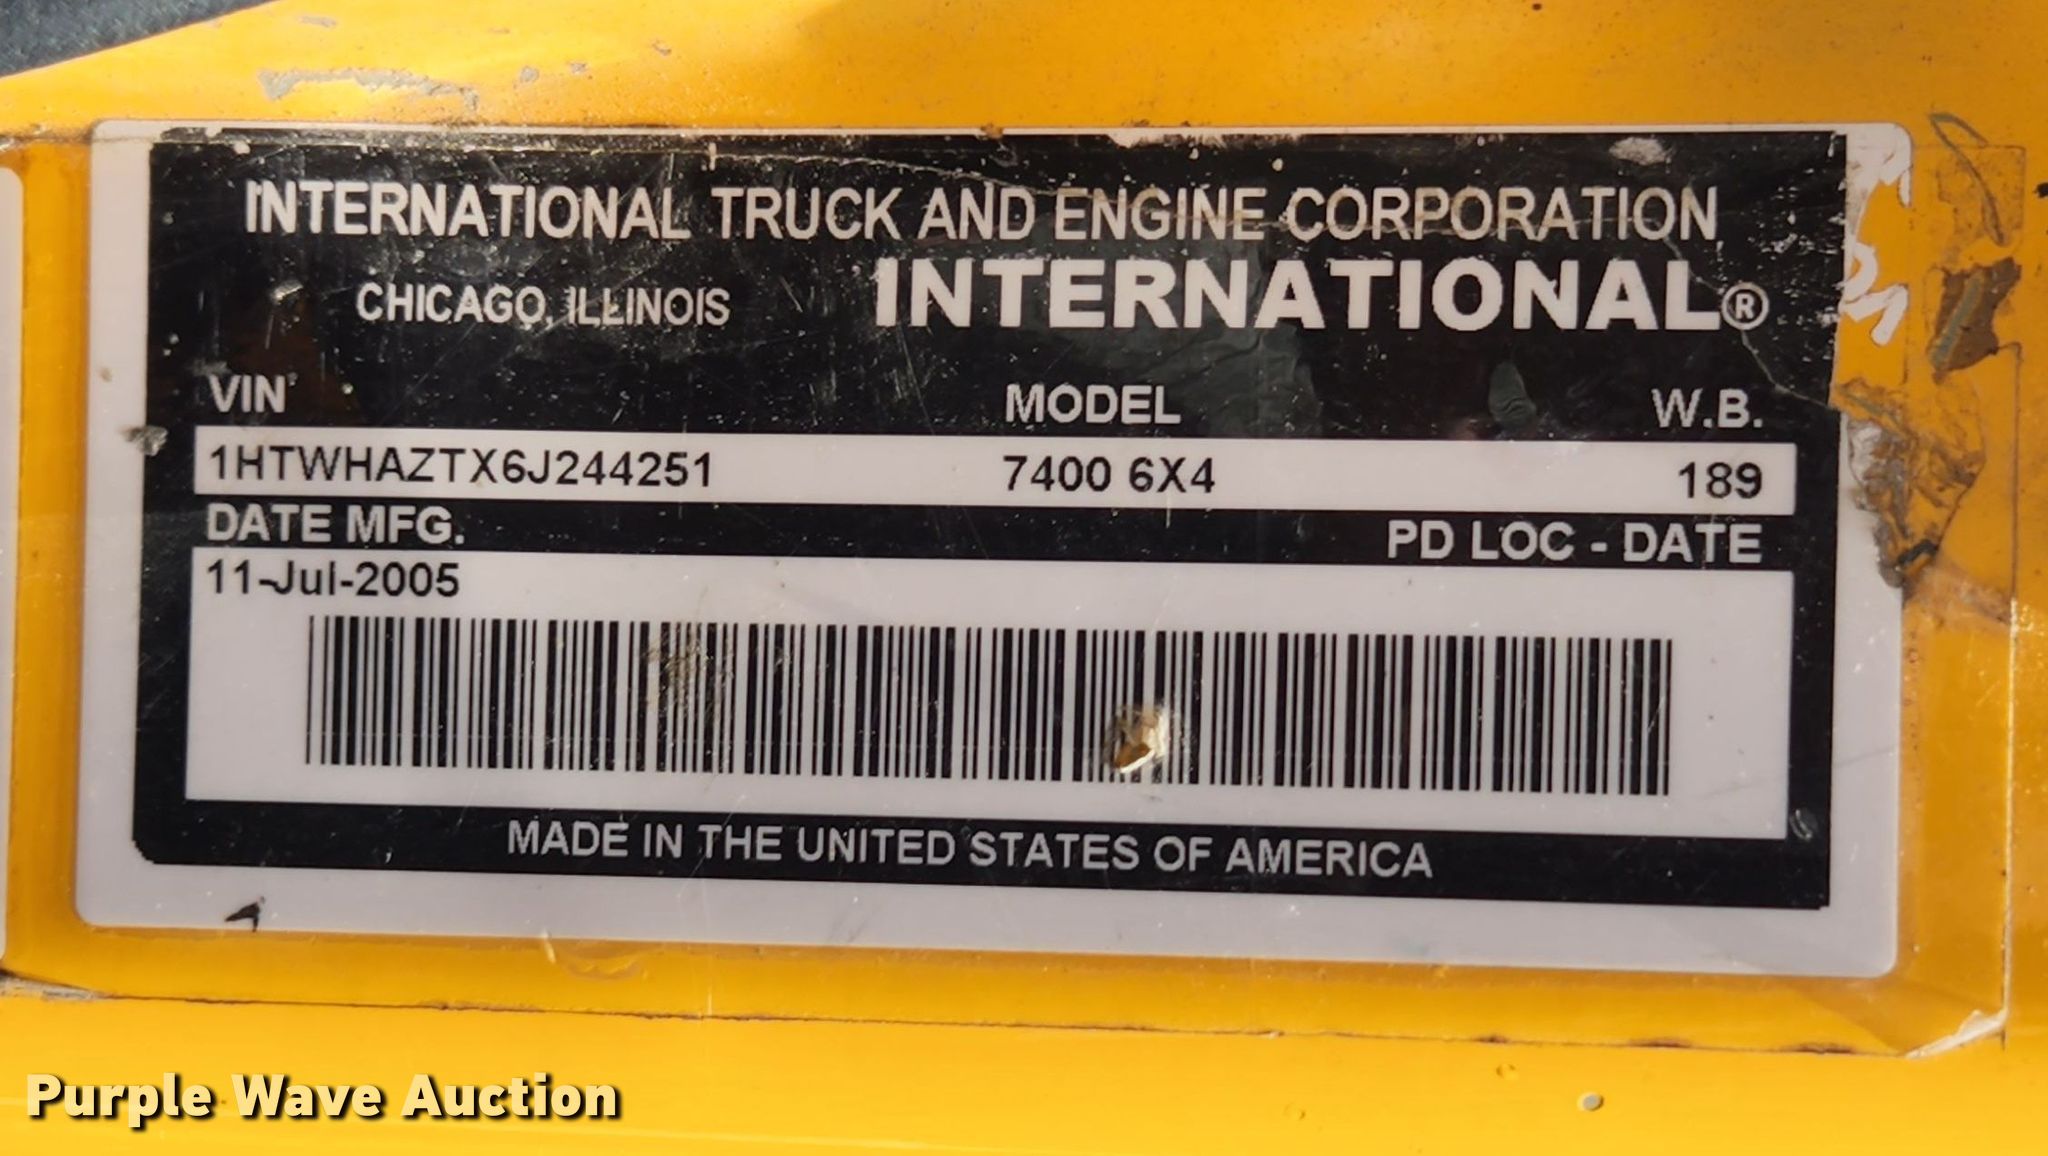 INTERNATIONAL TRUCK AND ENGINE CORPORATION
CHICAGO, ILLINOIS INTERNATIONAL®
VIN MODEL W.B.
1HTWHAZTX6J244251 7400 6X4 189
DATE MFG. PD LOC - DATE
11-Jul-2005
MADE IN THE UNITED STATES OF AMERICA
Purple Wave Auction